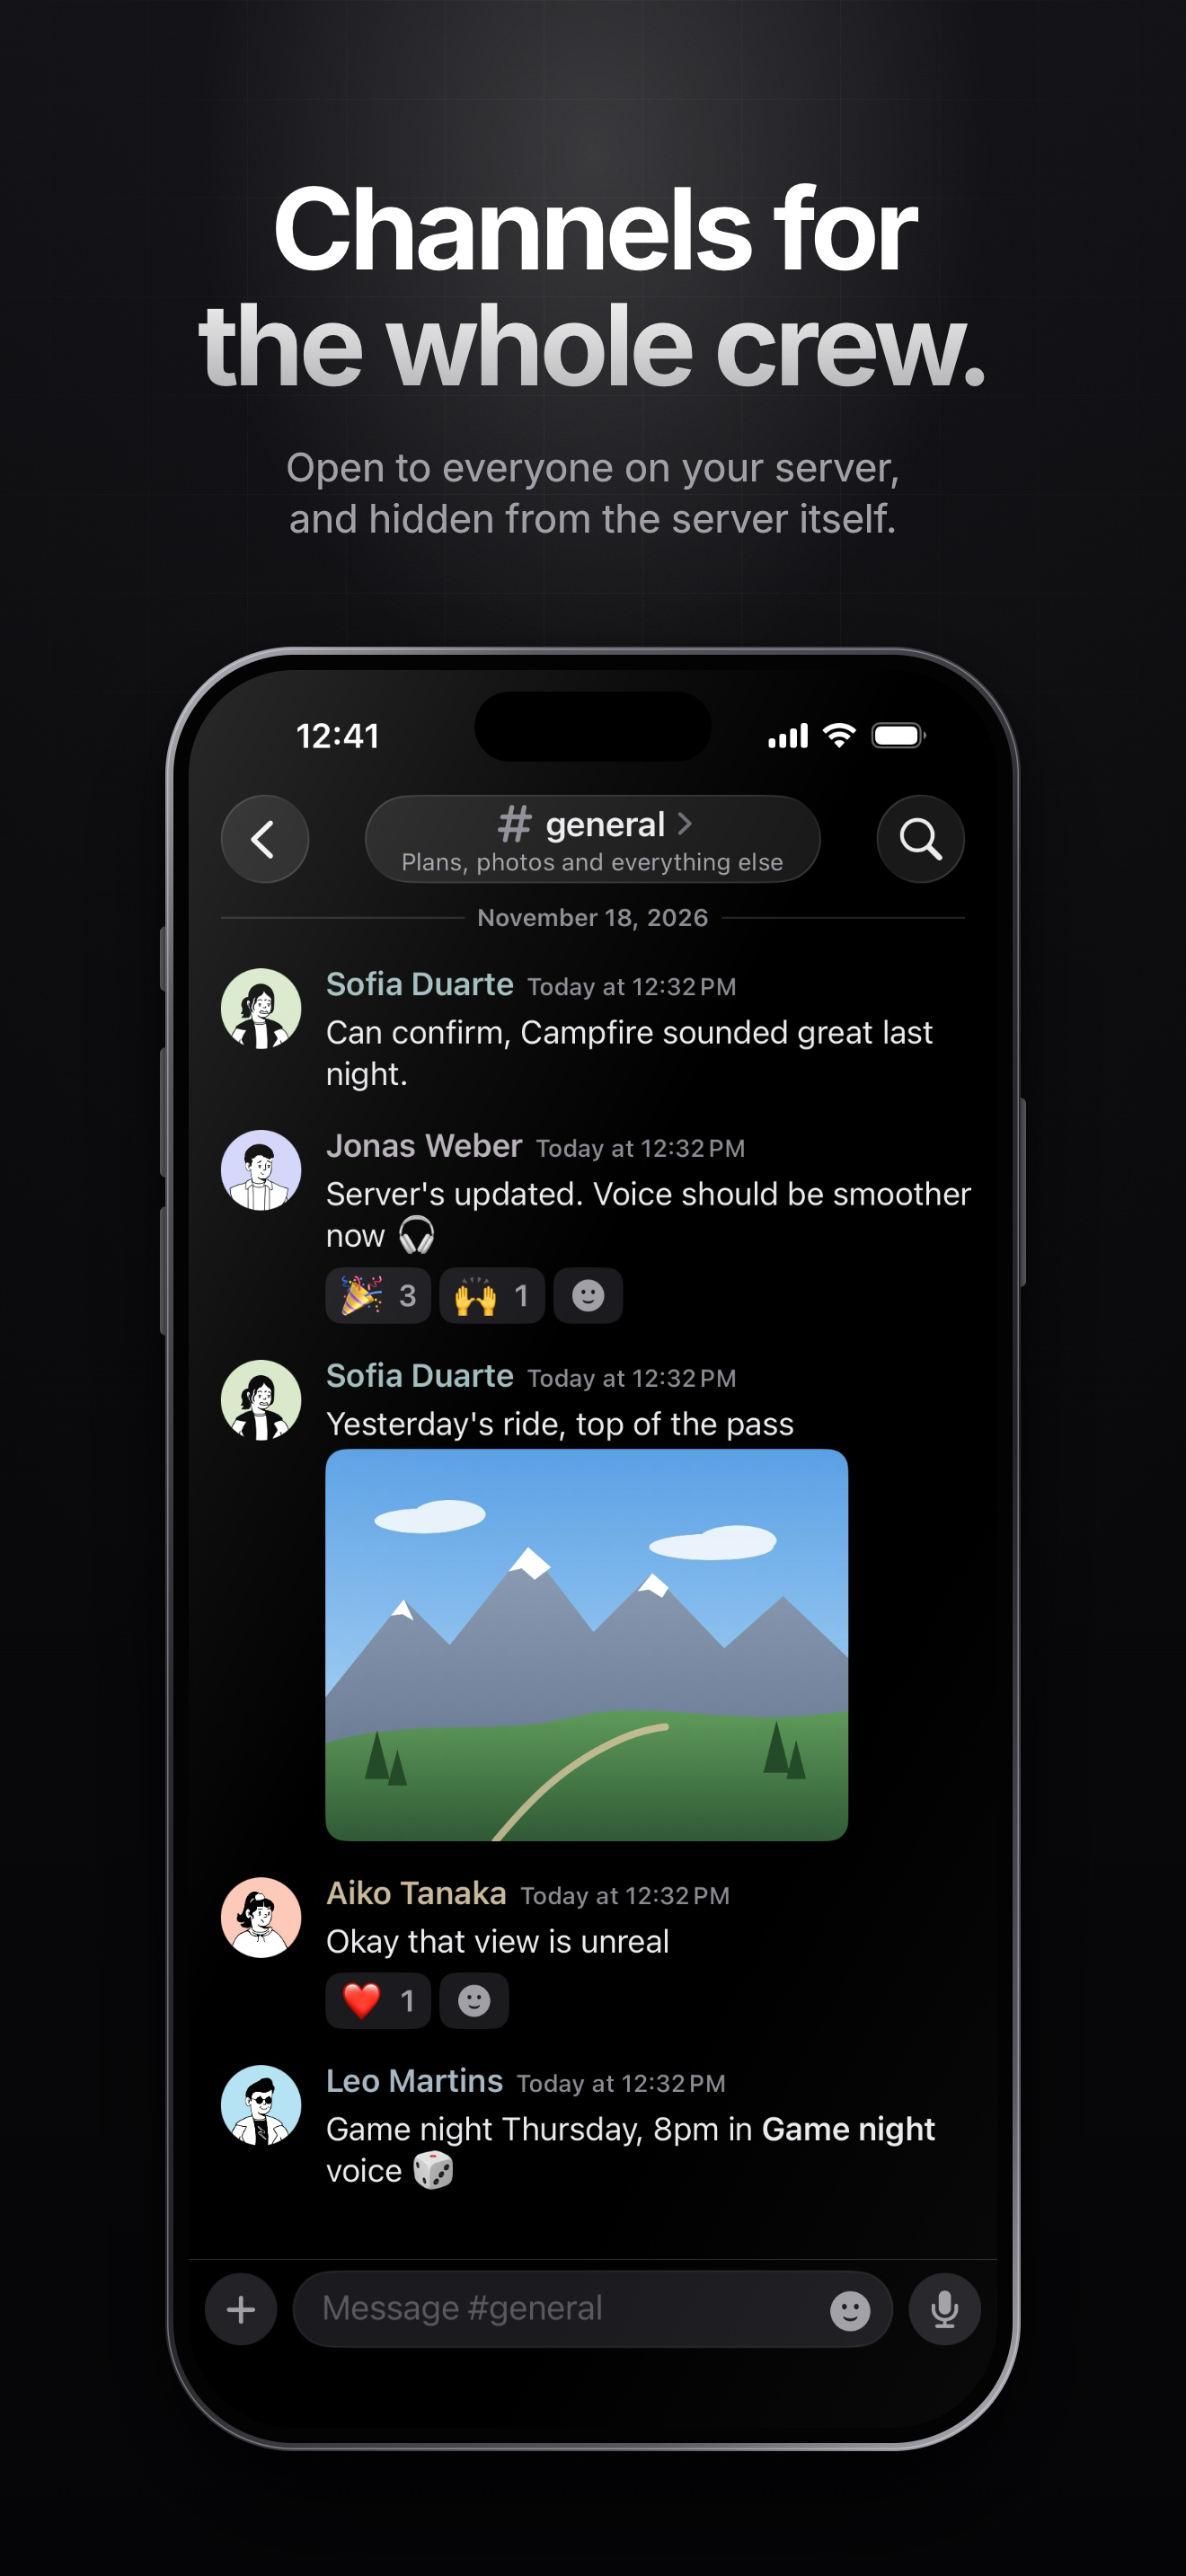 Channels for
the whole crew.
Open to everyone on your server,
and hidden from the server itself.
12:41
# general
Plans, photos and everything else
November 18, 2026
Sofia Duarte Today at 12:32 PM
Can confirm, Campfire sounded great last
night.
Jonas Weber Today at 12:32 PM
Server's updated. Voice should be smoother
now 🎧
🎉 3 🙌 1
Sofia Duarte Today at 12:32 PM
Yesterday's ride, top of the pass
Aiko Tanaka Today at 12:32 PM
Okay that view is unreal
❤️ 1
Leo Martins Today at 12:32 PM
Game night Thursday, 8pm in Game night
voice 🎲
Message #general